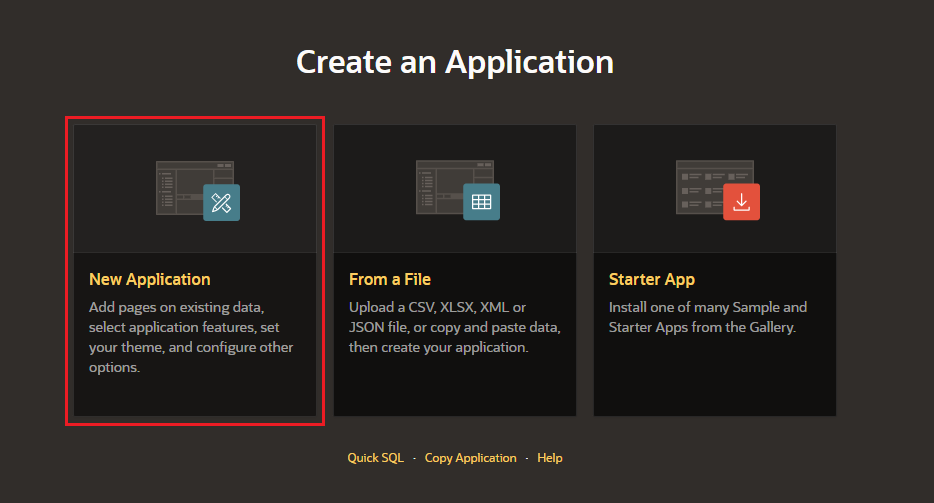 Create an Application
New Application
Add pages on existing data,
select application features, set
your theme, and configure other
options.
From a File
Upload a CSV, XLSX, XML or
JSON file, or copy and paste data,
then create your application.
Starter App
Install one of many Sample and
Starter Apps from the Gallery.
Quick SQL · Copy Application · Help